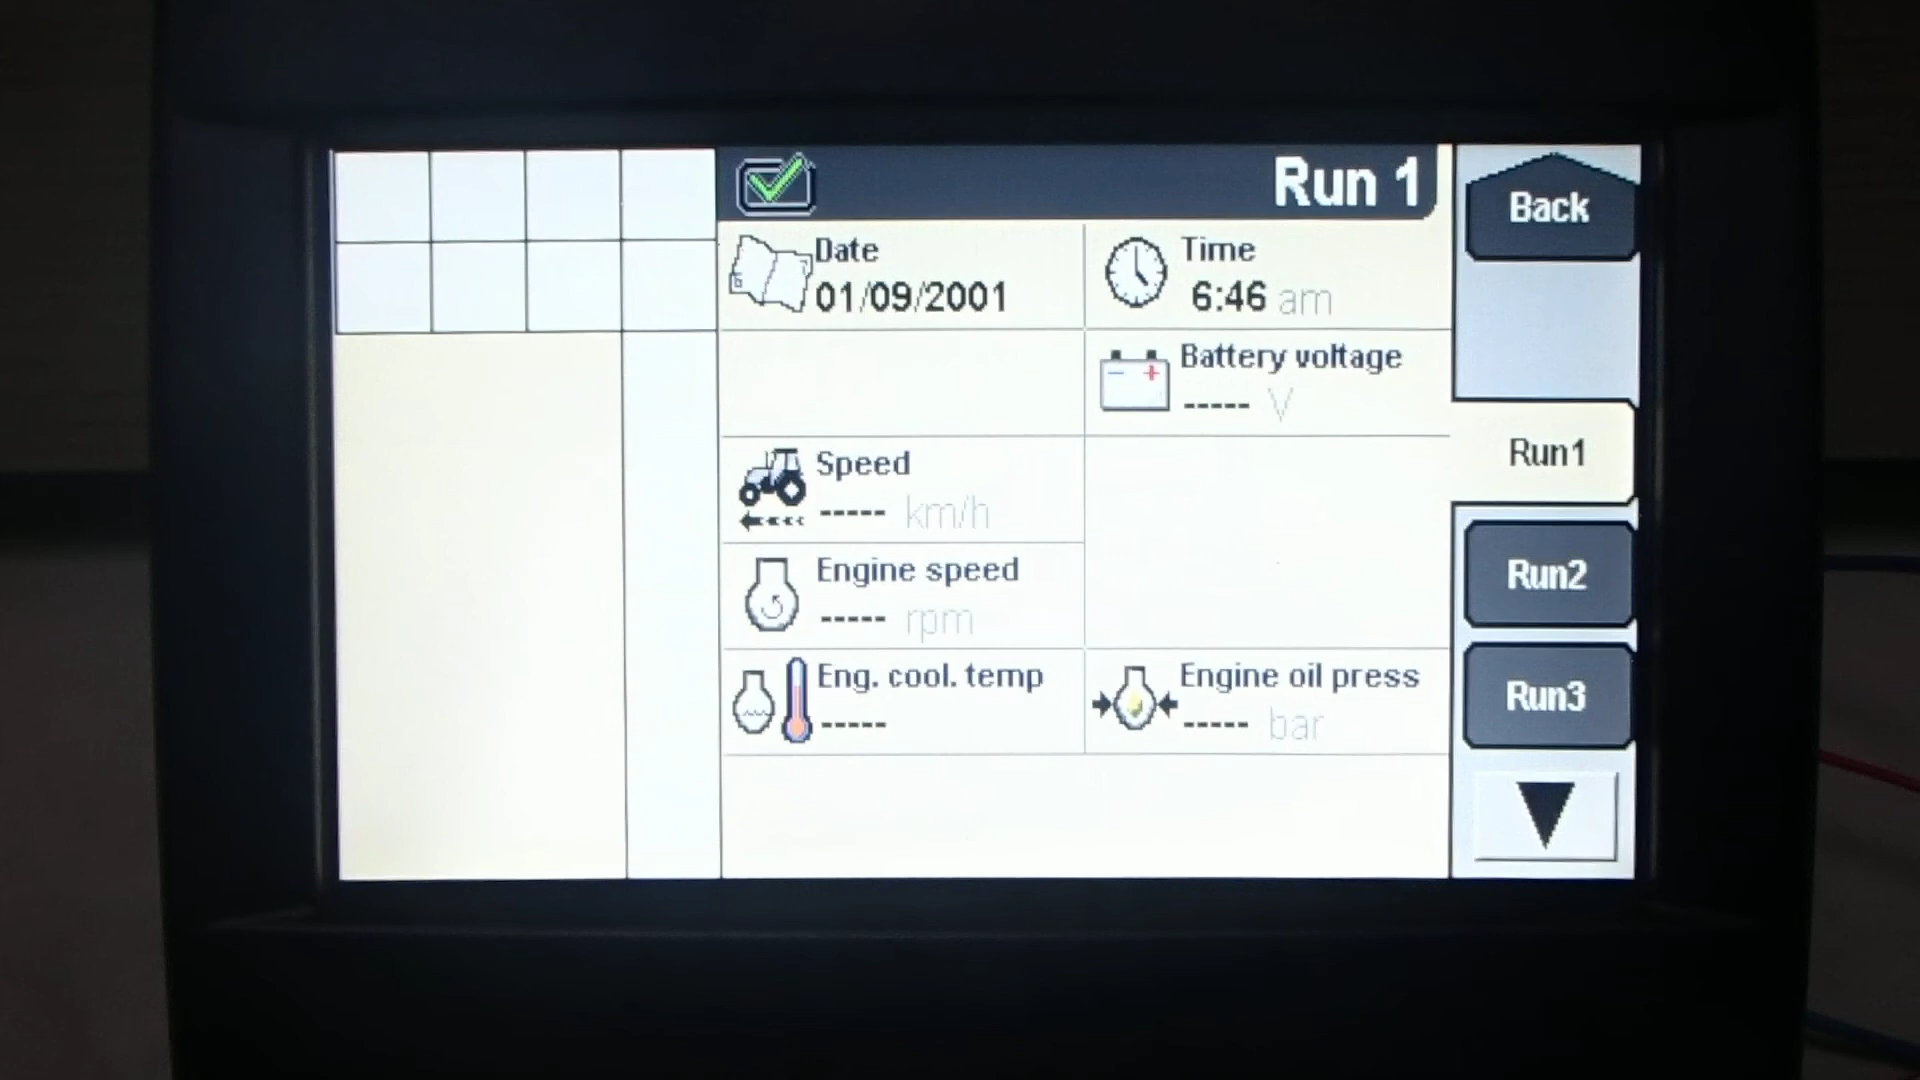 Run 1
Back
Date
01/09/2001
Time
6:46 am
Battery voltage
----- V
Run1
Speed
----- km/h
Engine speed
----- rpm
Run2
Eng. cool. temp
-----
Engine oil press
----- bar
Run3